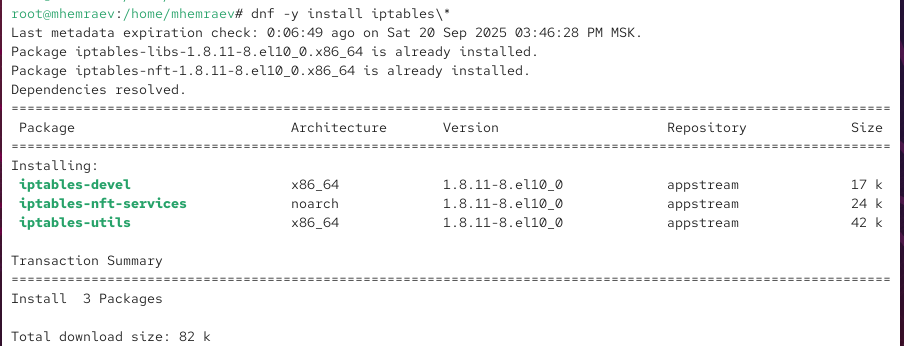 root@mhemraev:/home/mhemraev# dnf -y install iptables\*
Last metadata expiration check: 0:06:49 ago on Sat 20 Sep 2025 03:46:28 PM MSK.
Package iptables-libs-1.8.11-8.el10_0.x86_64 is already installed.
Package iptables-nft-1.8.11-8.el10_0.x86_64 is already installed.
Dependencies resolved.
==============================================================================================================
Package Architecture Version Repository Size
==============================================================================================================
Installing:
iptables-devel x86_64 1.8.11-8.el10_0 appstream 17 k
iptables-nft-services noarch 1.8.11-8.el10_0 appstream 24 k
iptables-utils x86_64 1.8.11-8.el10_0 appstream 42 k
Transaction Summary
==============================================================================================================
Install  3 Packages
Total download size: 82 k